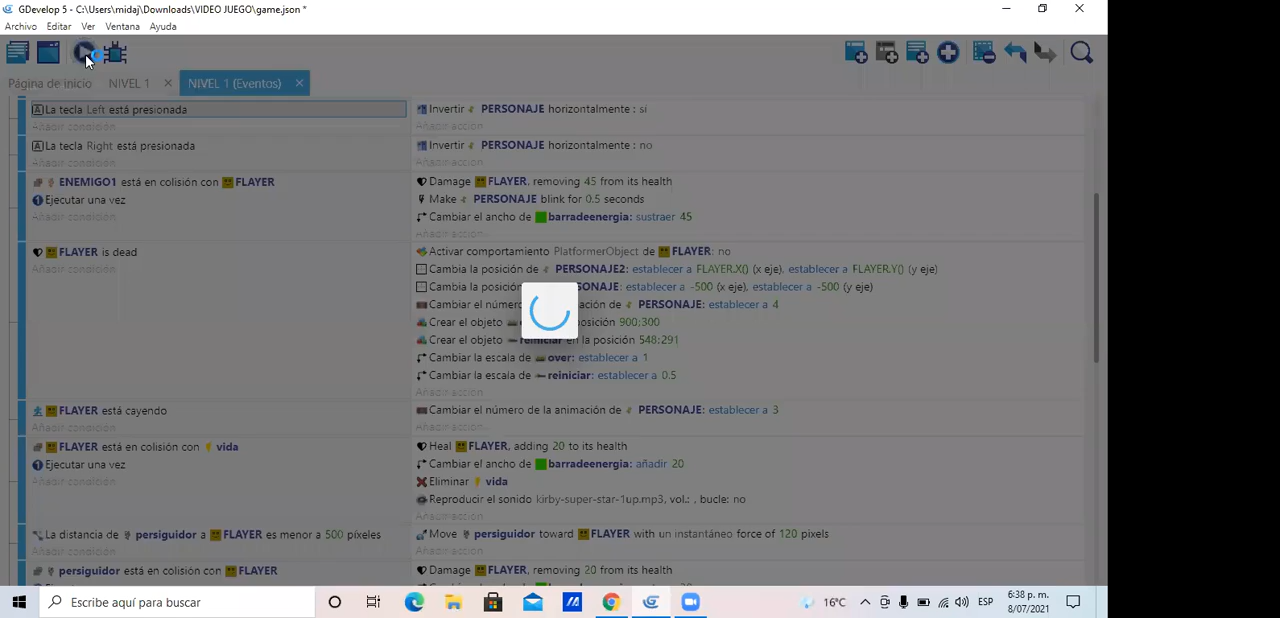 GDevelop 5 - C:\Users\midaj\Downloads\VIDEO JUEGO\game.json *
Archivo Editar Ver Ventana Ayuda
Página de inicio NIVEL 1 × NIVEL 1 (Eventos) ×
La tecla Left está presionada Invertir PERSONAJE horizontalmente : si
Añadir condición Añadir acción
La tecla Right está presionada Invertir PERSONAJE horizontalmente : no
Añadir condición Añadir acción
ENEMIGO1 está en colisión con FLAYER Damage FLAYER, removing 45 from its health
Ejecutar una vez Make PERSONAJE blink for 0.5 seconds
Añadir condición Cambiar el ancho de barradeenergia: sustraer 45
Añadir acción
FLAYER is dead Activar comportamiento PlatformerObject de FLAYER: no
Añadir condición Cambia la posición de PERSONAJE2: establecer a FLAYER.X() (x eje), establecer a FLAYER.Y() (y eje)
Cambia la posición SONAJE: establecer a -500 (x eje), establecer a -500 (y eje)
Cambiar el número ación de PERSONAJE: establecer a 4
Crear el objeto posición 900;300
Crear el objeto reiniciar en la posición 548;291
Cambiar la escala de over: establecer a 1
Cambiar la escala de reiniciar: establecer a 0.5
Añadir acción
FLAYER está cayendo Cambiar el número de la animación de PERSONAJE: establecer a 3
Añadir condición Añadir acción
FLAYER está en colisión con vida Heal FLAYER, adding 20 to its health
Ejecutar una vez Cambiar el ancho de barradeenergia: añadir 20
Añadir condición Eliminar vida
Reproducir el sonido kirby-super-star-1up.mp3, vol.: , bucle: no
Añadir acción
La distancia de persiguidor a FLAYER es menor a 500 píxeles Move persiguidor toward FLAYER with un instantáneo force of 120 pixels
Añadir condición Añadir acción
persiguidor está en colisión con FLAYER Damage FLAYER, removing 20 from its health
Escribe aquí para buscar 16°C ESP 6:38 p. m.
8/07/2021